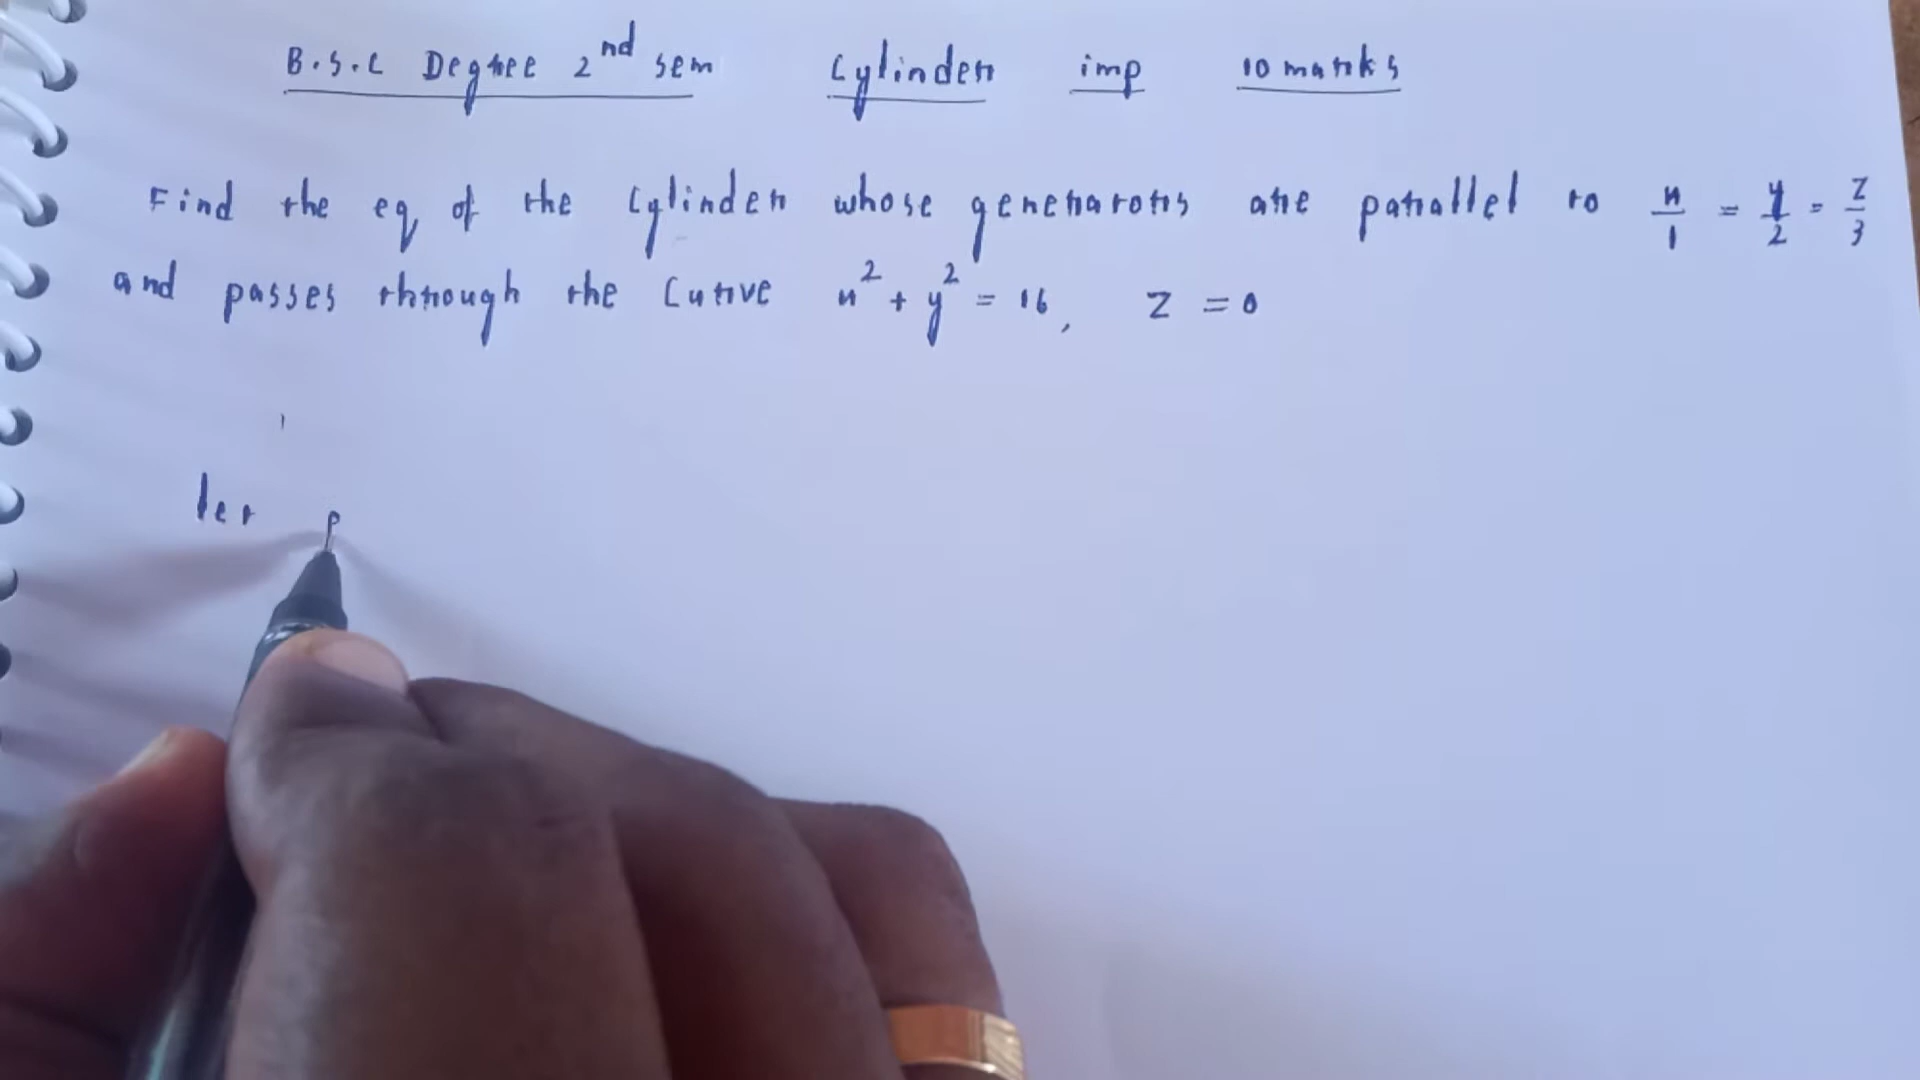 B.S.C Degree 2nd sem Cylinder imp 10 marks
Find the eq of the Cylinder whose generators are parallel to x/1 = y/2 = z/3
and passes through the Curve x² + y² = 16, z = 0
let P